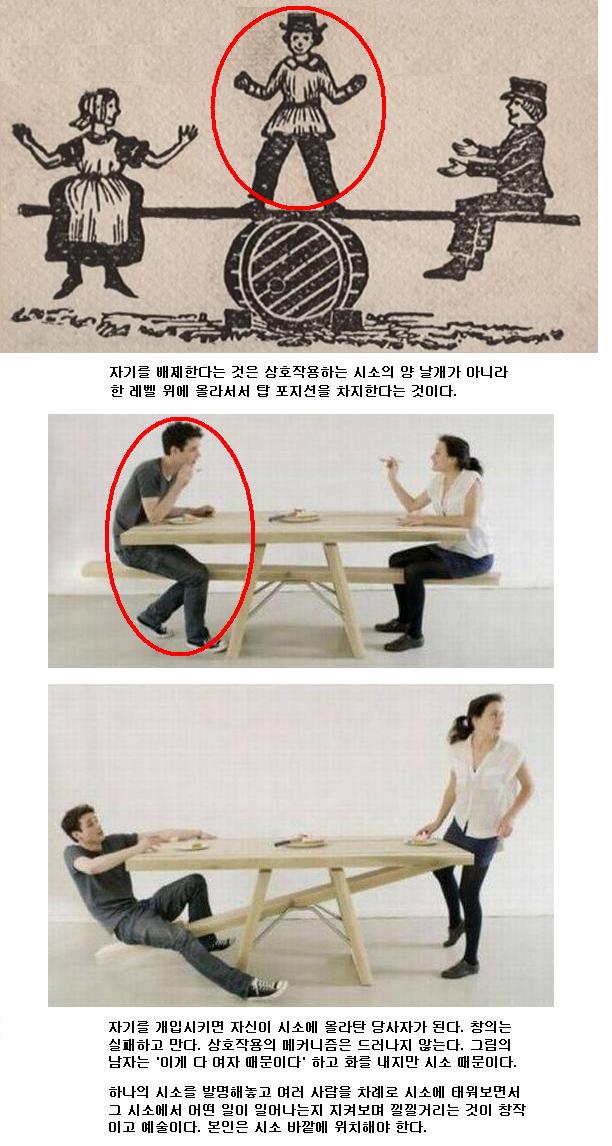 자기를 배제한다는 것은 상호작용하는 시소의 양 날개가 아니라
한 레벨 위에 올라서서 탑 포지션을 차지한다는 것이다.
자기를 개입시키면 자신이 시소에 올라탄 당사자가 된다. 창의는
실패하고 만다. 상호작용의 메커니즘은 드러나지 않는다. 그림의
남자는 '이게 다 여자 때문이다' 하고 화를 내지만 시소 때문이다.
하나의 시소를 발명해놓고 여러 사람을 차례로 시소에 태워보면서
그 시소에서 어떤 일이 일어나는지 지켜보며 낄낄거리는 것이 창작
이고 예술이다. 본인은 시소 바깥에 위치해야 한다.